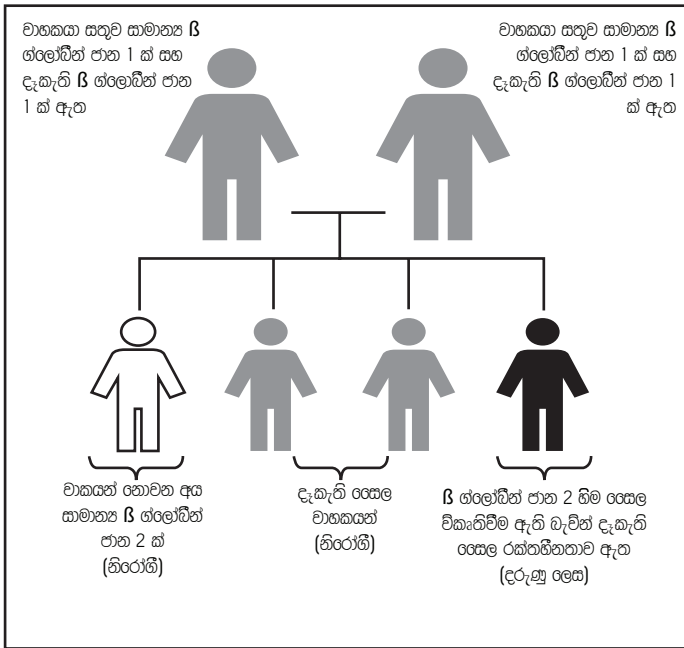 වාහකයා සතුව සාමාන්‍ය ß
ග්ලෝබීන් ජාන 1 ක් සහ
දෑකැති ß ග්ලෝබීන් ජාන
1 ක් ඇත
වාහකයා සතුව සාමාන්‍ය ß
ග්ලෝබීන් ජාන 1 ක් සහ
දෑකැති ß ග්ලෝබීන් ජාන 1
ක් ඇත
වාකයන් නොවන අය
සාමාන්‍ය ß ග්ලෝබීන්
ජාන 2 ක්
(නිරෝගී)
දෑකැති සෛල
වාහකයන්
(නිරෝගී)
ß ග්ලෝබීන් ජාන 2 හිම සෛල
විකෘතිවීම ඇති බැවින් දෑකැති
සෛල රක්තහීනතාව ඇත
(දරුණු ලෙස)